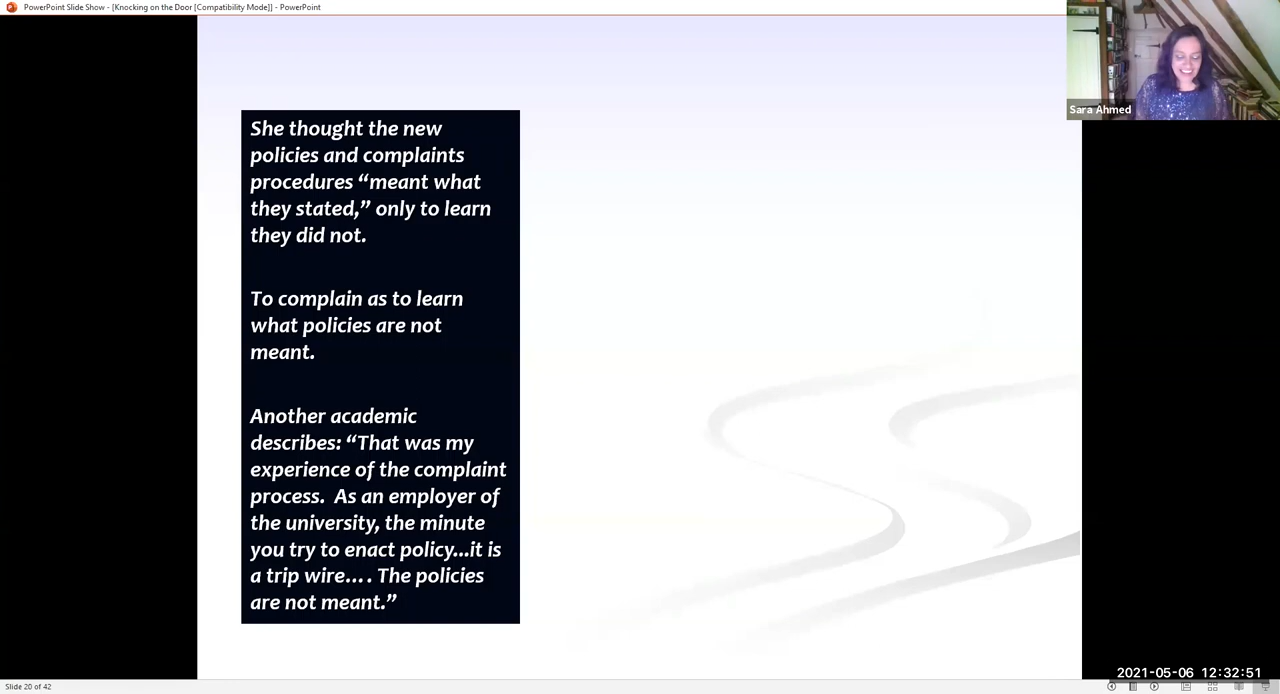 PowerPoint Slide Show - [Knocking on the Door [Compatibility Mode]] - PowerPoint
Sara Ahmed
She thought the new
policies and complaints
procedures “meant what
they stated,” only to learn
they did not.
To complain as to learn
what policies are not
meant.
Another academic
describes: “That was my
experience of the complaint
process.  As an employer of
the university, the minute
you try to enact policy...it is
a trip wire.... The policies
are not meant.”
2021-05-06 12:32:51
Slide 20 of 42